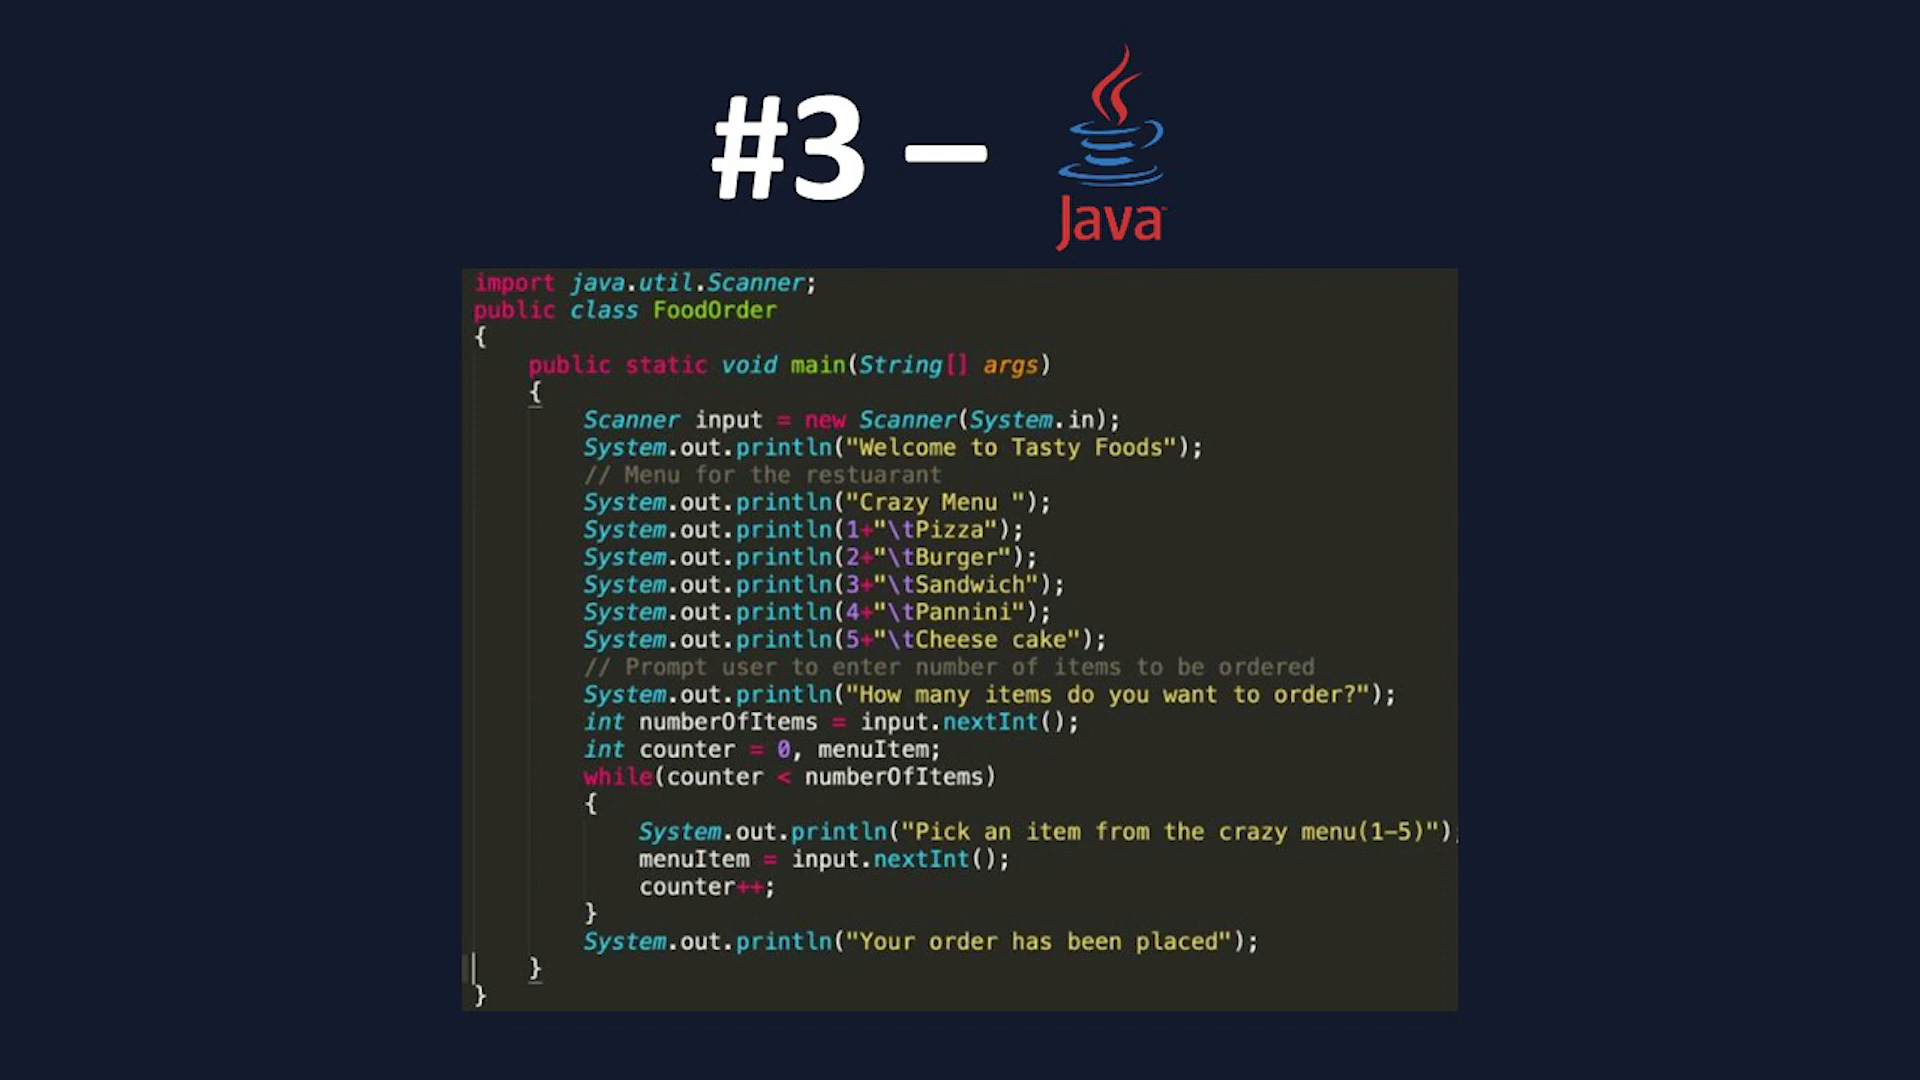 #3 –
Java™
import java.util.Scanner;
public class FoodOrder
{
public static void main(String[] args)
{
Scanner input = new Scanner(System.in);
System.out.println("Welcome to Tasty Foods");
// Menu for the restuarant
System.out.println("Crazy Menu ");
System.out.println(1+"\tPizza");
System.out.println(2+"\tBurger");
System.out.println(3+"\tSandwich");
System.out.println(4+"\tPannini");
System.out.println(5+"\tCheese cake");
// Prompt user to enter number of items to be ordered
System.out.println("How many items do you want to order?");
int numberOfItems = input.nextInt();
int counter = 0, menuItem;
while(counter < numberOfItems)
{
System.out.println("Pick an item from the crazy menu(1-5)");
menuItem = input.nextInt();
counter++;
}
System.out.println("Your order has been placed");
}
}